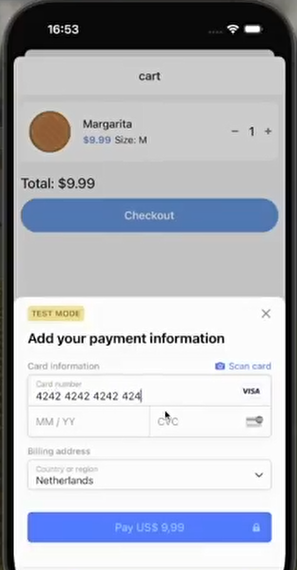 16:53
cart
Margarita
$9.99 Size: M
− 1 +
Total: $9.99
Checkout
TEST MODE
Add your payment information
Card information
Scan card
Card number
4242 4242 4242 424
VISA
MM / YY
CVC
Billing address
Country or region
Netherlands
Pay US$ 9,99